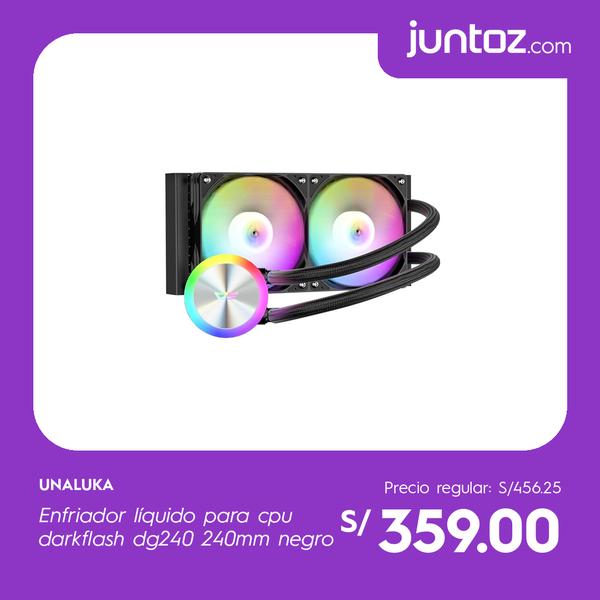 juntoz.com
UNALUKA
Enfriador líquido para cpu
darkflash dg240 240mm negro
Precio regular: S/456.25
S/359.00